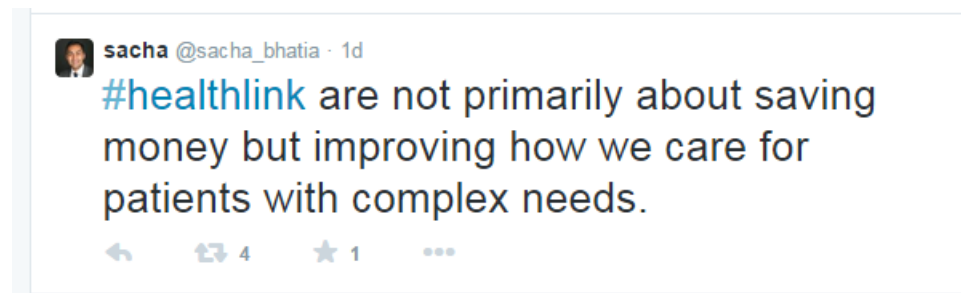 sacha @sacha_bhatia · 1d
#healthlink are not primarily about saving
money but improving how we care for
patients with complex needs.
4 1